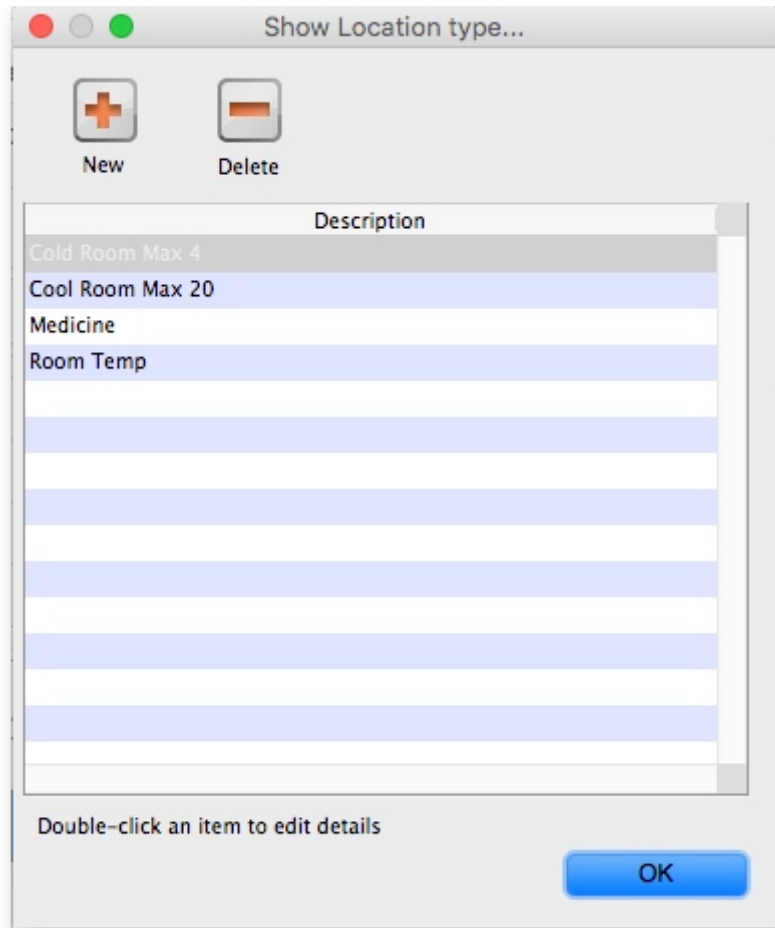 Show Location type...
New Delete
Description
Cold Room Max 4
Cool Room Max 20
Medicine
Room Temp
Double-click an item to edit details
OK